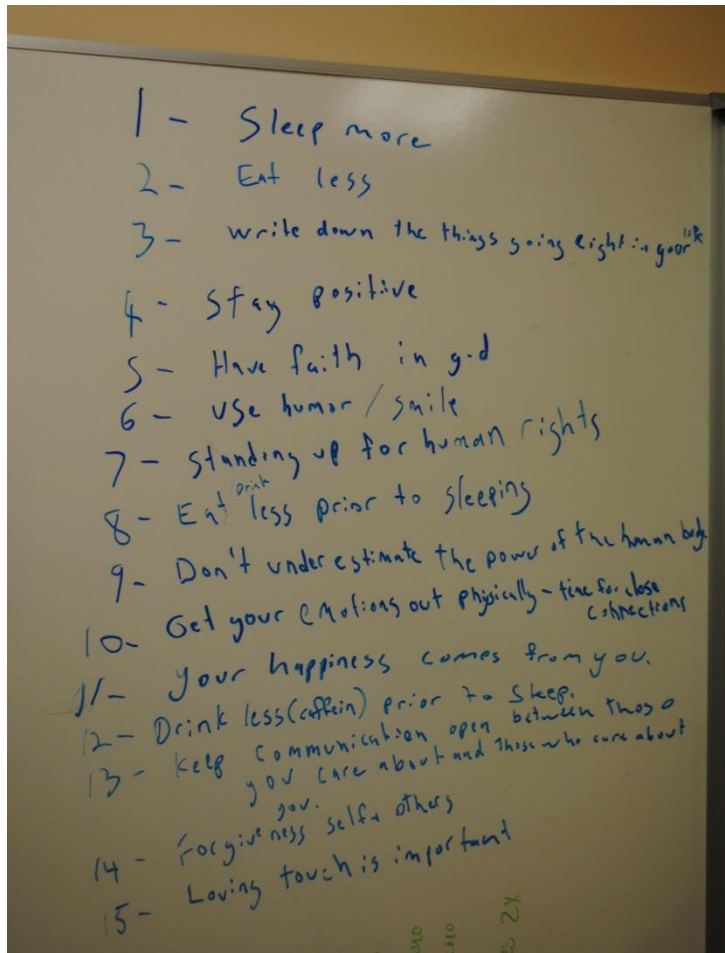 1 - Sleep more
2 - Eat less
3 - write down the things going right in your life
4 - Stay positive
5 - Have faith in g-d
6 - use humor / smile
7 - standing up for human rights
8 - Eat/Drink less prior to sleeping
9 - Don't underestimate the power of the human body
10 - Get your emotions out physically - time for close
connections
11 - your happiness comes from you.
12 - Drink less (caffein) prior to sleep.
13 - keep communication open between those
you care about and those who care about
you.
14 - Forgiveness self + others
15 - Loving touch is important
2X